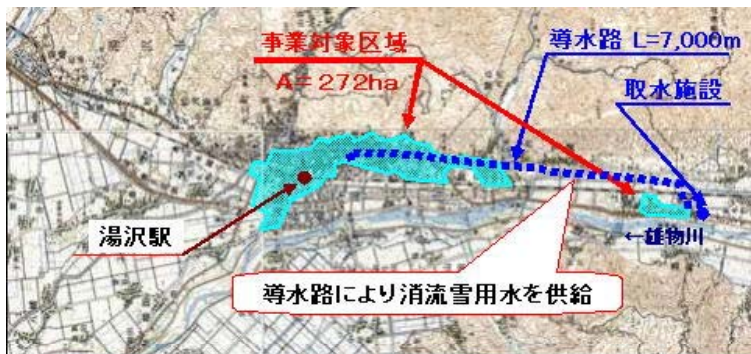 事業対象区域
A＝272ha
導水路 L=7,000m
取水施設
湯沢駅
←雄物川
導水路により消流雪用水を供給